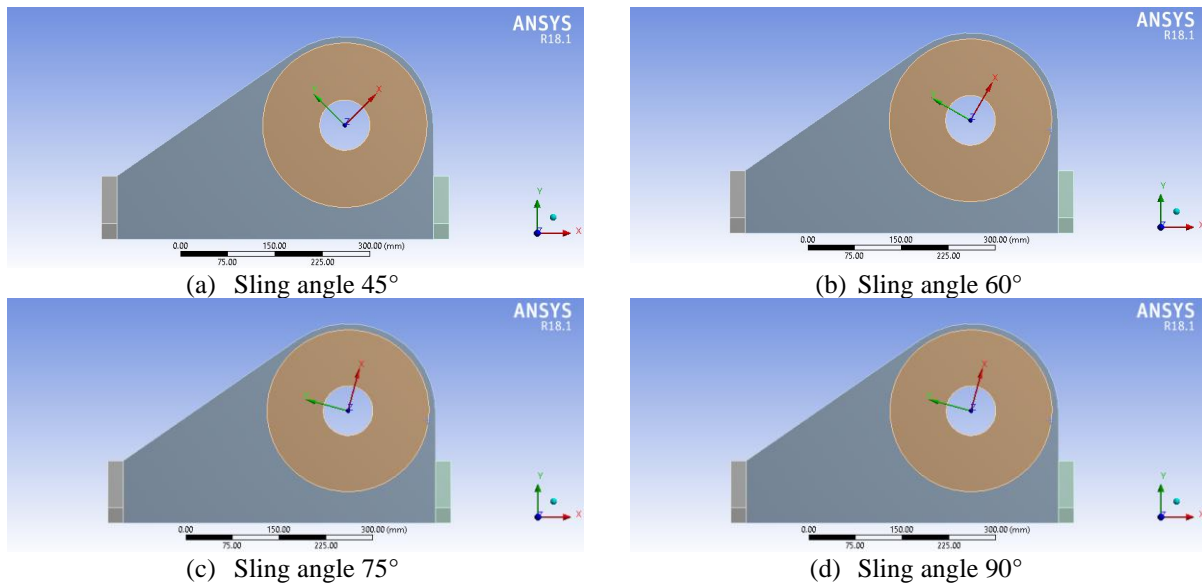 ANSYS
R18.1
X
Z
Y
X
0.00 150.00 300.00 (mm)
75.00 225.00
(a) Sling angle 45°
ANSYS
R18.1
X
Z
Y
X
0.00 150.00 300.00 (mm)
75.00 225.00
(b) Sling angle 60°
ANSYS
R18.1
X
Z
Y
X
0.00 150.00 300.00 (mm)
75.00 225.00
(c) Sling angle 75°
ANSYS
R18.1
X
Z
Y
X
0.00 150.00 300.00 (mm)
75.00 225.00
(d) Sling angle 90°